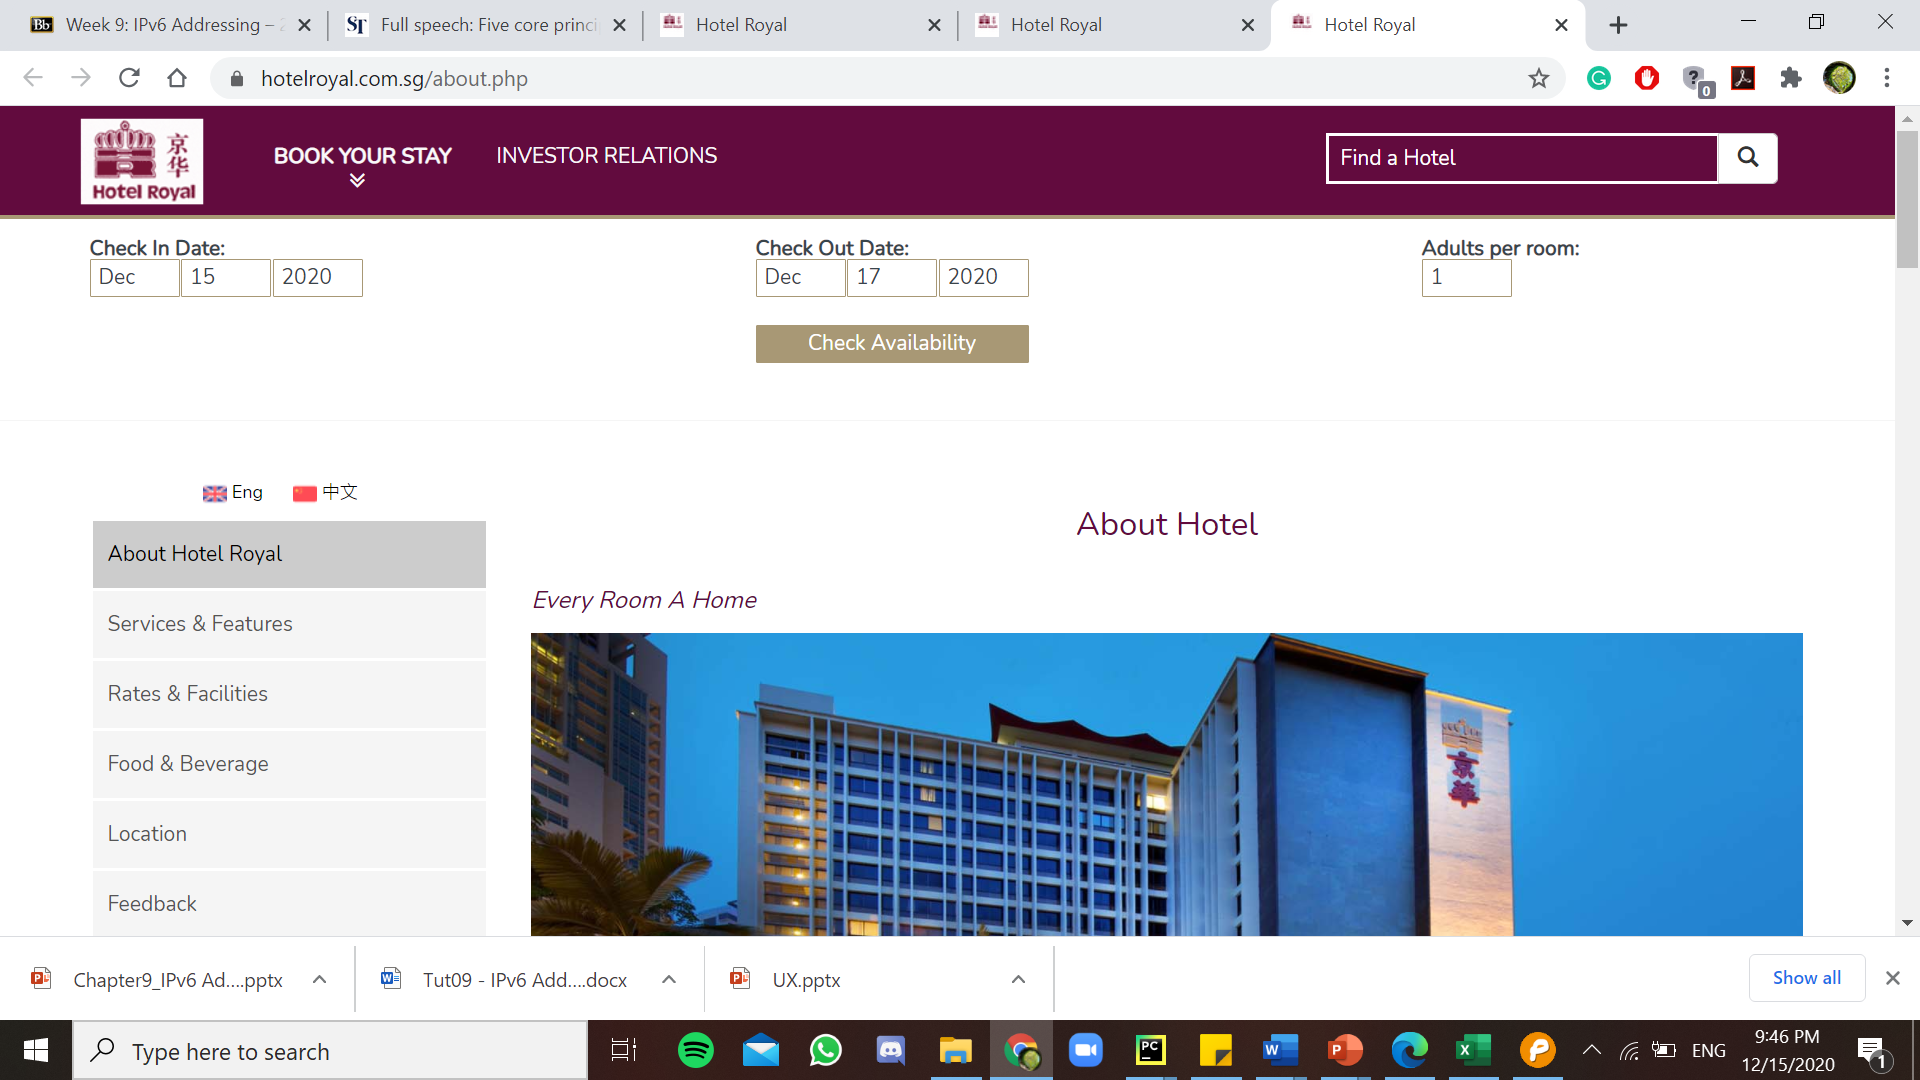 Bb Week 9: IPv6 Addressing –
ST Full speech: Five core princi
Hotel Royal
Hotel Royal
Hotel Royal
hotelroyal.com.sg/about.php
0
京华
Hotel Royal
BOOK YOUR STAY
INVESTOR RELATIONS
Find a Hotel
Check In Date:
Dec 15 2020
Check Out Date:
Dec 17 2020
Adults per room:
1
Check Availability
Eng 中文
About Hotel Royal
Services & Features
Rates & Facilities
Food & Beverage
Location
Feedback
About Hotel
Every Room A Home
京華
Chapter9_IPv6 Ad....pptx
Tut09 - IPv6 Add....docx
UX.pptx
Show all
Type here to search
ENG
9:46 PM
12/15/2020
1